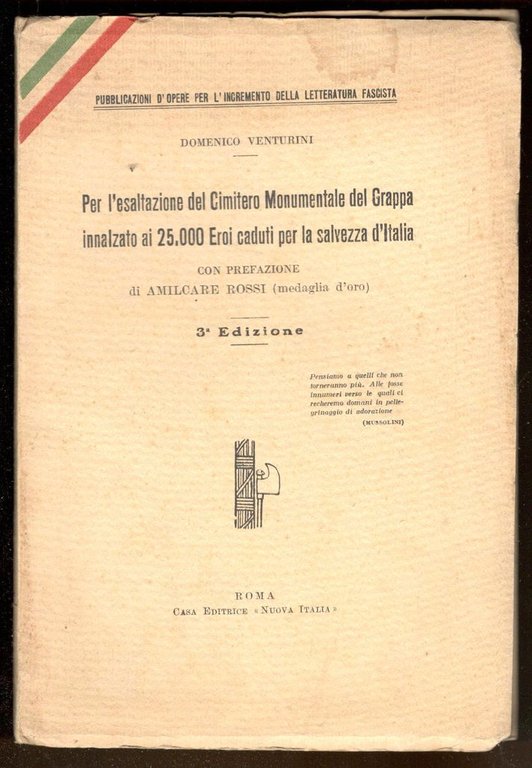 PUBBLICAZIONI D'OPERE PER L'INCREMENTO DELLA LETTERATURA FASCISTA
DOMENICO VENTURINI
Per l'esaltazione del Cimitero Monumentale del Grappa
innalzato ai 25.000 Eroi caduti per la salvezza d'Italia
CON PREFAZIONE
di AMILCARE ROSSI (medaglia d'oro)
3ª Edizione
Pensiamo a quelli che non
torneranno più. Alle fosse
innumeri verso le quali ci
recheremo domani in pelle-
grinaggio di adorazione
(MUSSOLINI)
ROMA
CASA EDITRICE «NUOVA ITALIA»